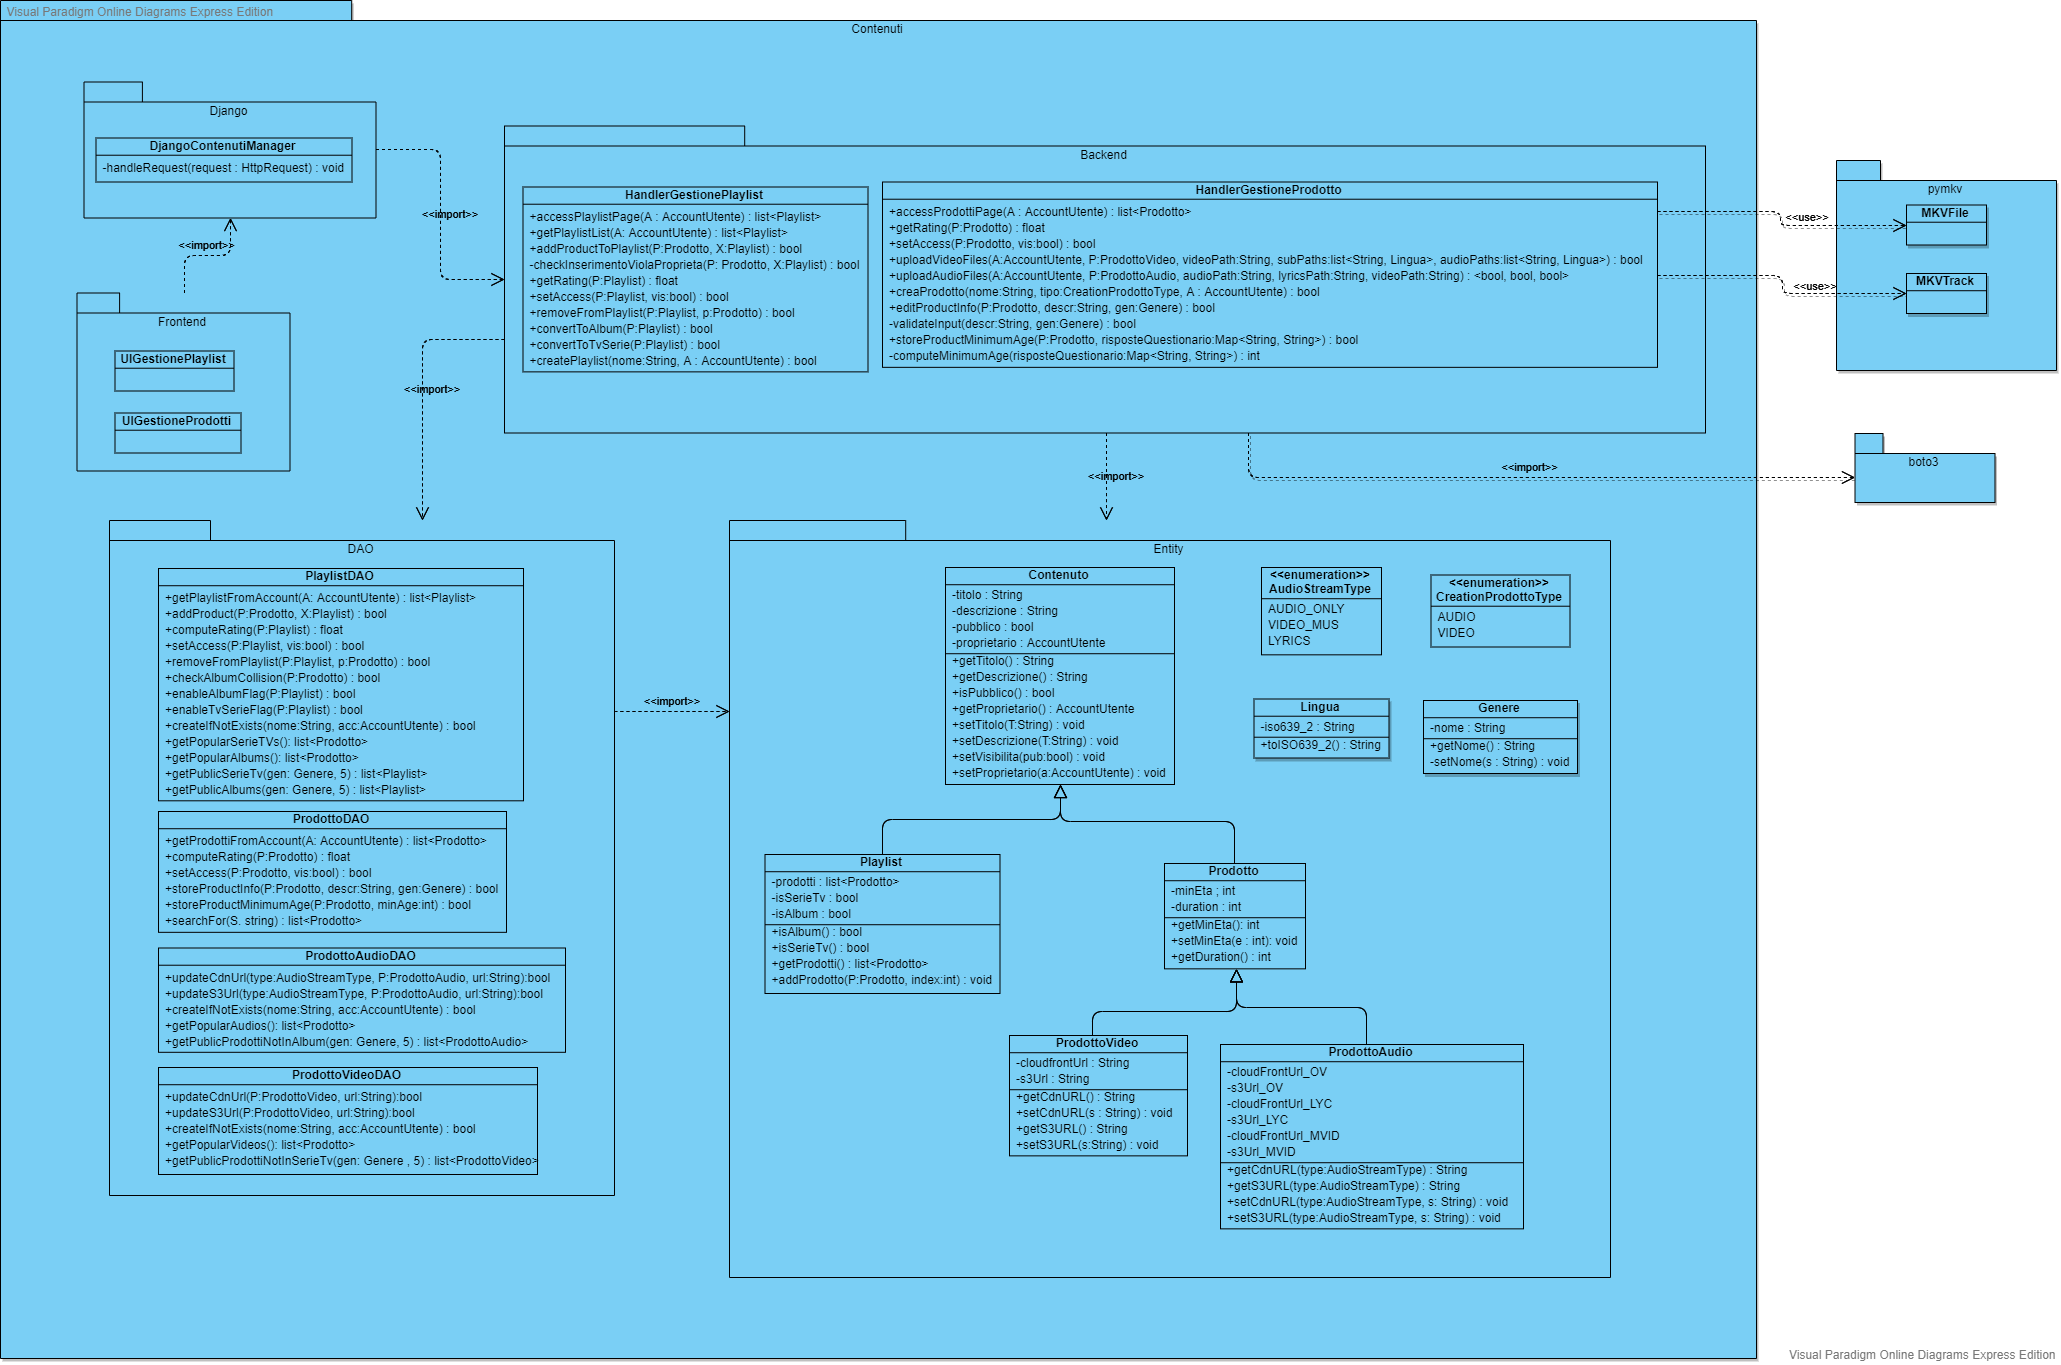 Visual Paradigm Online Diagrams Express Edition
Contenuti
Django
DjangoContenutiManager
-handleRequest(request : HttpRequest) : void
<<import>>
<<import>>
Frontend
UIGestionePlaylist
UIGestioneProdotti
Backend
HandlerGestionePlaylist
+accessPlaylistPage(A : AccountUtente) : list<Playlist>
+getPlaylistList(A: AccountUtente) : list<Playlist>
+addProductToPlaylist(P:Prodotto, X:Playlist) : bool
-checkInserimentoViolaProprieta(P: Prodotto, X:Playlist) : bool
+getRating(P:Playlist) : float
+setAccess(P:Playlist, vis:bool) : bool
+removeFromPlaylist(P:Playlist, p:Prodotto) : bool
+convertToAlbum(P:Playlist) : bool
+convertToTvSerie(P:Playlist) : bool
+createPlaylist(nome:String, A : AccountUtente) : bool
HandlerGestioneProdotto
+accessProdottiPage(A : AccountUtente) : list<Prodotto>
+getRating(P:Prodotto) : float
+setAccess(P:Prodotto, vis:bool) : bool
+uploadVideoFiles(A:AccountUtente, P:ProdottoVideo, videoPath:String, subPaths:list<String, Lingua>, audioPaths:list<String, Lingua>) : bool
+uploadAudioFiles(A:AccountUtente, P:ProdottoAudio, audioPath:String, lyricsPath:String, videoPath:String) : <bool, bool, bool>
+creaProdotto(nome:String, tipo:CreationProdottoType, A : AccountUtente) : bool
+editProductInfo(P:Prodotto, descr:String, gen:Genere) : bool
-validateInput(descr:String, gen:Genere) : bool
+storeProductMinimumAge(P:Prodotto, risposteQuestionario:Map<String, String>) : bool
-computeMinimumAge(risposteQuestionario:Map<String, String>) : int
<<use>>
<<use>>
pymkv
MKVFile
MKVTrack
<<import>>
<<import>>
<<import>>
boto3
DAO
PlaylistDAO
+getPlaylistFromAccount(A: AccountUtente) : list<Playlist>
+addProduct(P:Prodotto, X:Playlist) : bool
+computeRating(P:Playlist) : float
+setAccess(P:Playlist, vis:bool) : bool
+removeFromPlaylist(P:Playlist, p:Prodotto) : bool
+checkAlbumCollision(P:Prodotto) : bool
+enableAlbumFlag(P:Playlist) : bool
+enableTvSerieFlag(P:Playlist) : bool
+createIfNotExists(nome:String, acc:AccountUtente) : bool
+getPopularSerieTVs(): list<Prodotto>
+getPopularAlbums(): list<Prodotto>
+getPublicSerieTv(gen: Genere, 5) : list<Playlist>
+getPublicAlbums(gen: Genere, 5) : list<Playlist>
ProdottoDAO
+getProdottiFromAccount(A: AccountUtente) : list<Prodotto>
+computeRating(P:Prodotto) : float
+setAccess(P:Prodotto, vis:bool) : bool
+storeProductInfo(P:Prodotto, descr:String, gen:Genere) : bool
+storeProductMinimumAge(P:Prodotto, minAge:int) : bool
+searchFor(S. string) : list<Prodotto>
ProdottoAudioDAO
+updateCdnUrl(type:AudioStreamType, P:ProdottoAudio, url:String):bool
+updateS3Url(type:AudioStreamType, P:ProdottoAudio, url:String):bool
+createIfNotExists(nome:String, acc:AccountUtente) : bool
+getPopularAudios(): list<Prodotto>
+getPublicProdottiNotInAlbum(gen: Genere, 5) : list<ProdottoAudio>
ProdottoVideoDAO
+updateCdnUrl(P:ProdottoVideo, url:String):bool
+updateS3Url(P:ProdottoVideo, url:String):bool
+createIfNotExists(nome:String, acc:AccountUtente) : bool
+getPopularVideos(): list<Prodotto>
+getPublicProdottiNotInSerieTv(gen: Genere , 5) : list<ProdottoVideo>
<<import>>
Entity
Contenuto
-titolo : String
-descrizione : String
-pubblico : bool
-proprietario : AccountUtente
+getTitolo() : String
+getDescrizione() : String
+isPubblico() : bool
+getProprietario() : AccountUtente
+setTitolo(T:String) : void
+setDescrizione(T:String) : void
+setVisibilita(pub:bool) : void
+setProprietario(a:AccountUtente) : void
<<enumeration>>
AudioStreamType
AUDIO_ONLY
VIDEO_MUS
LYRICS
<<enumeration>>
CreationProdottoType
AUDIO
VIDEO
Lingua
-iso639_2 : String
+toISO639_2() : String
Genere
-nome : String
+getNome() : String
-setNome(s : String) : void
Playlist
-prodotti : list<Prodotto>
-isSerieTv : bool
-isAlbum : bool
+isAlbum() : bool
+isSerieTv() : bool
+getProdotti() : list<Prodotto>
+addProdotto(P:Prodotto, index:int) : void
Prodotto
-minEta ; int
-duration : int
+getMinEta(): int
+setMinEta(e : int): void
+getDuration() : int
ProdottoVideo
-cloudfrontUrl : String
-s3Url : String
+getCdnURL() : String
+setCdnURL(s : String) : void
+getS3URL() : String
+setS3URL(s:String) : void
ProdottoAudio
-cloudFrontUrl_OV
-s3Url_OV
-cloudFrontUrl_LYC
-s3Url_LYC
-cloudFrontUrl_MVID
-s3Url_MVID
+getCdnURL(type:AudioStreamType) : String
+getS3URL(type:AudioStreamType) : String
+setCdnURL(type:AudioStreamType, s: String) : void
+setS3URL(type:AudioStreamType, s: String) : void
Visual Paradigm Online Diagrams Express Edition